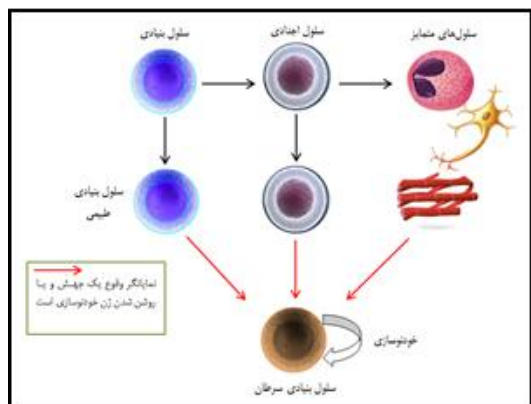 سلول‌های متمایز
سلول اجدادی
سلول بنیادی
سلول بنیادی
طبیعی
نمایانگر وقوع یک جهش و یا
روشن شدن ژن خودنوسازی است
خودنوسازی
سلول بنیادی سرطان